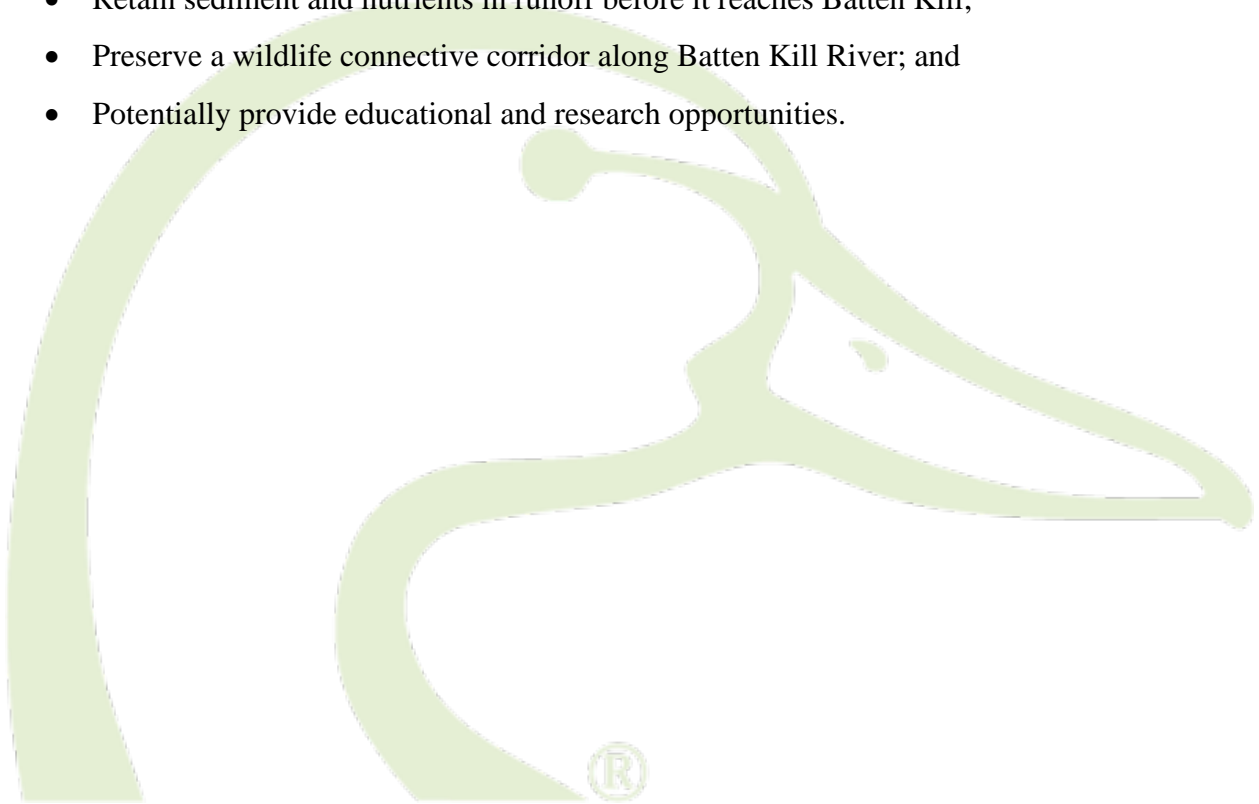 • Retain sediment and nutrients in runoff before it reaches Batten Kill;
• Preserve a wildlife connective corridor along Batten Kill River; and
• Potentially provide educational and research opportunities.
®